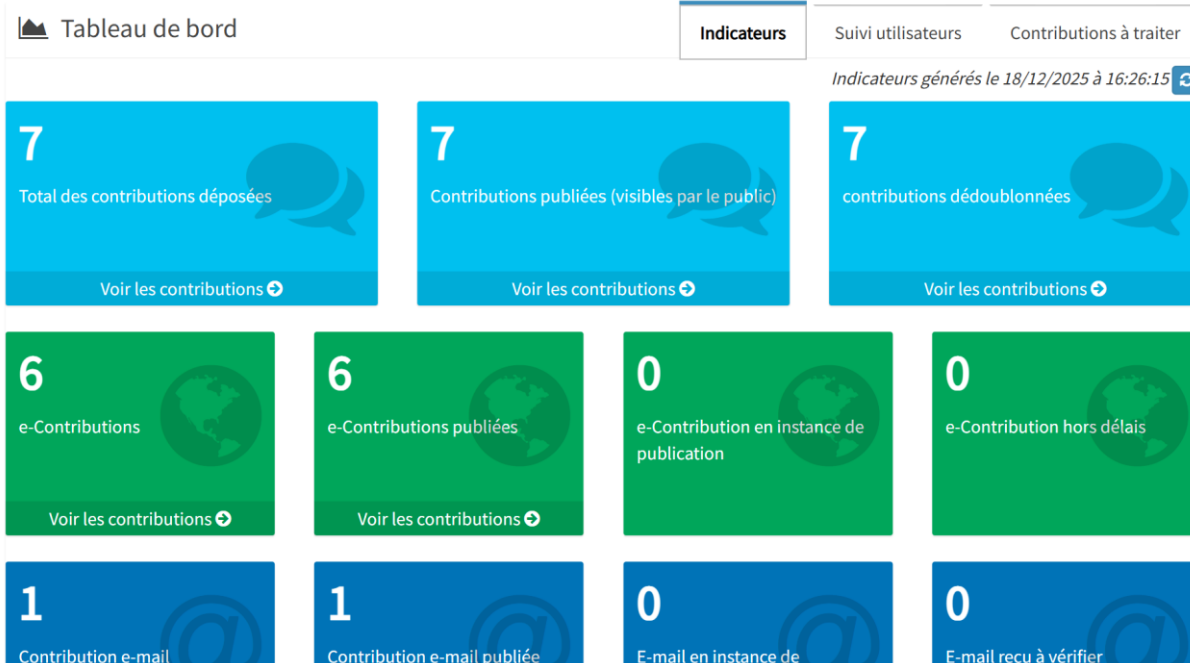 Tableau de bord
Indicateurs
Suivi utilisateurs
Contributions à traiter
Indicateurs générés le 18/12/2025 à 16:26:15
7
Total des contributions déposées
Voir les contributions
7
Contributions publiées (visibles par le public)
Voir les contributions
7
contributions dédoublonnées
Voir les contributions
6
e-Contributions
Voir les contributions
6
e-Contributions publiées
Voir les contributions
0
e-Contribution en instance de
publication
0
e-Contribution hors délais
1
Contribution e-mail
1
Contribution e-mail publiée
0
E-mail en instance de
0
E-mail reçu à vérifier